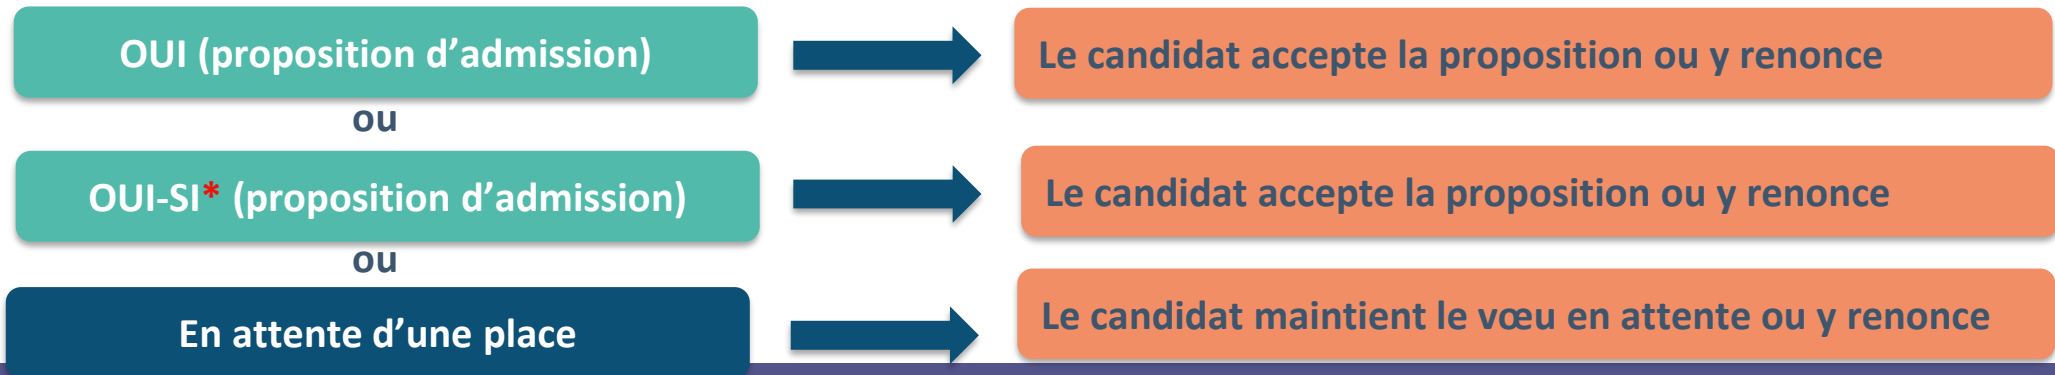 OUI (proposition d’admission)
Le candidat accepte la proposition ou y renonce
ou
OUI-SI* (proposition d’admission)
Le candidat accepte la proposition ou y renonce
ou
En attente d’une place
Le candidat maintient le vœu en attente ou y renonce